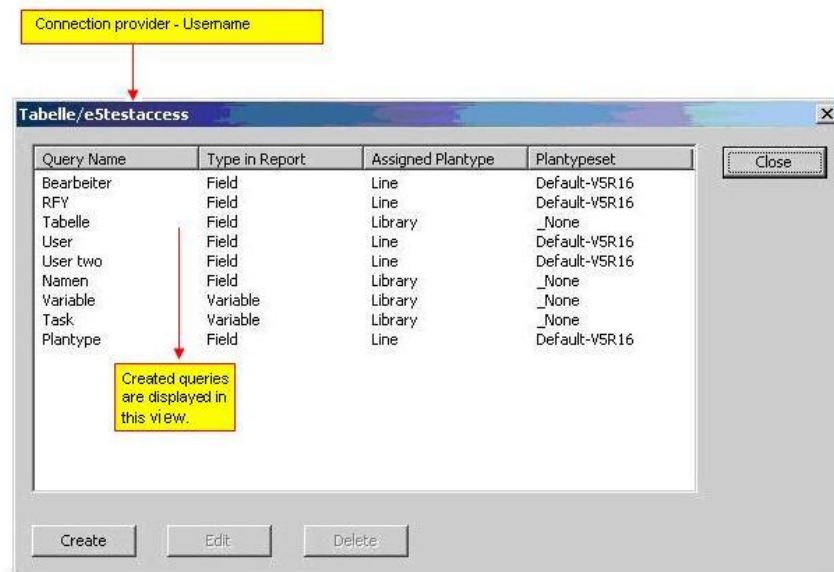 Connection provider - Username
Tabelle/e5testaccess
Query Name Type in Report Assigned Plantype Plantypeset
Close
Bearbeiter Field Line Default-V5R16
RFY Field Line Default-V5R16
Tabelle Field Library _None
User Field Line Default-V5R16
User two Field Line Default-V5R16
Namen Field Library _None
Variable Variable Library _None
Task Variable Library _None
Plantype Field Line Default-V5R16
Created queries
are displayed in
this view.
Create Edit Delete